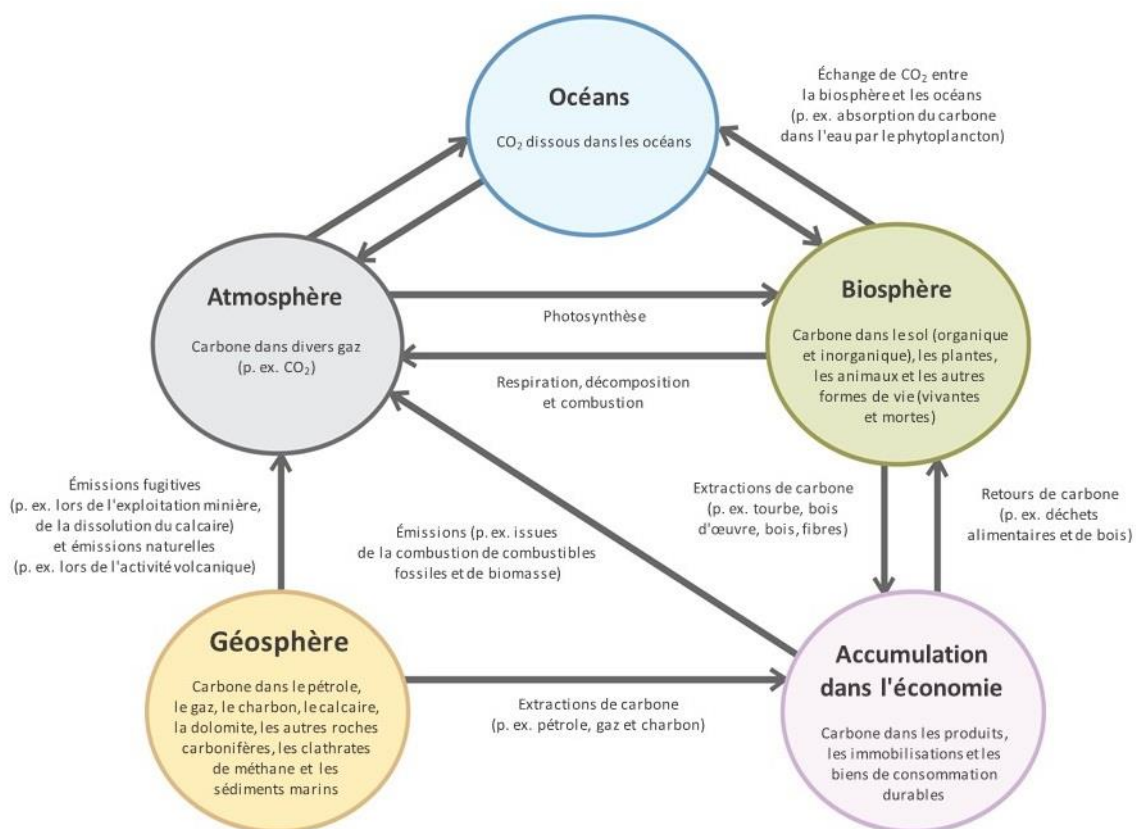 Océans
CO₂ dissous dans les océans
Échange de CO₂ entre
la biosphère et les océans
(p. ex. absorption du carbone
dans l'eau par le phytoplancton)
Atmosphère
Carbone dans divers gaz
(p. ex. CO₂)
Photosynthèse
Respiration, décomposition
et combustion
Biosphère
Carbone dans le sol (organique
et inorganique), les plantes,
les animaux et les autres
formes de vie (vivantes
et mortes)
Émissions fugitives
(p. ex. lors de l'exploitation minière,
de la dissolution du calcaire)
et émissions naturelles
(p. ex. lors de l'activité volcanique)
Émissions (p. ex. issues
de la combustion de combustibles
fossiles et de biomasse)
Extractions de carbone
(p. ex. tourbe, bois
d'œuvre, bois, fibres)
Retours de carbone
(p. ex. déchets
alimentaires et de bois)
Géosphère
Carbone dans le pétrole,
le gaz, le charbon, le calcaire,
la dolomite, les autres roches
carbonifères, les clathrates
de méthane et les
sédiments marins
Extractions de carbone
(p. ex. pétrole, gaz et charbon)
Accumulation
dans l'économie
Carbone dans les produits,
les immobilisations et les
biens de consommation
durables